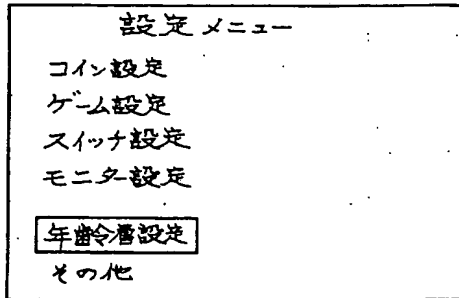 設定メニュー
コイン設定
ゲーム設定
スイッチ設定
モニター設定
年齢層設定
その他